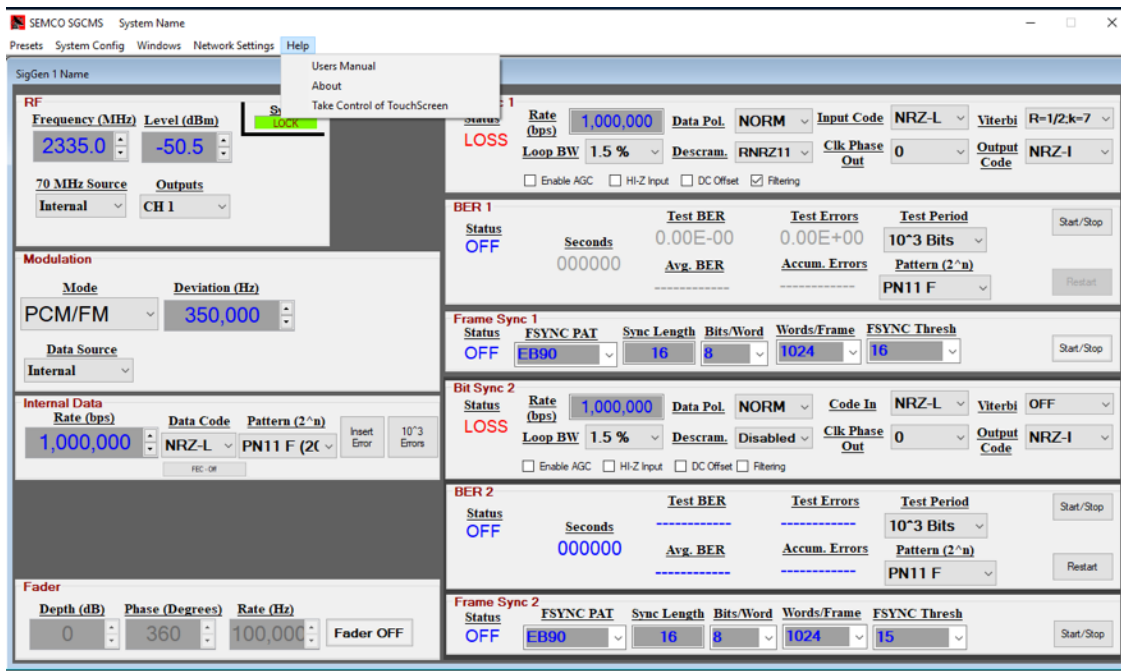 SEMCO SGCMS System Name
Presets System Config Windows Network Settings Help
Users Manual
About
Take Control of TouchScreen
SigGen 1 Name
RF
Frequency (MHz) Level (dBm)
LOCK
2335.0 -50.5
70 MHz Source Outputs
Internal CH 1
Modulation
Mode Deviation (Hz)
PCM/FM 350,000
Data Source
Internal
Internal Data
Rate (bps) Data Code Pattern (2^n)
1,000,000 NRZ-L PN11 F (2( Insert Error 10^3 Errors
FEC - Off
Fader
Depth (dB) Phase (Degrees) Rate (Hz)
0 360 100,000 Fader OFF
1
Status Rate (bps) 1,000,000 Data Pol. NORM Input Code NRZ-L Viterbi R=1/2;k=7
LOSS Loop BW 1.5 % Descram. RNRZ11 Clk Phase Out 0 Output Code NRZ-I
Enable AGC HI-Z Input DC Offset Filtering
BER 1
Status Seconds Test BER Test Errors Test Period Start/Stop
OFF 000000 0.00E-00 0.00E+00 10^3 Bits
Avg. BER Accum. Errors Pattern (2^n)
------------ ------------ PN11 F Restart
Frame Sync 1
Status FSYNC PAT Sync Length Bits/Word Words/Frame FSYNC Thresh
OFF EB90 16 8 1024 16 Start/Stop
Bit Sync 2
Status Rate (bps) 1,000,000 Data Pol. NORM Code In NRZ-L Viterbi OFF
LOSS Loop BW 1.5 % Descram. Disabled Clk Phase Out 0 Output Code NRZ-I
Enable AGC HI-Z Input DC Offset Filtering
BER 2
Status Seconds Test BER Test Errors Test Period Start/Stop
OFF 000000 ------------ ------------ 10^3 Bits
Avg. BER Accum. Errors Pattern (2^n)
------------ ------------ PN11 F Restart
Frame Sync 2
Status FSYNC PAT Sync Length Bits/Word Words/Frame FSYNC Thresh
OFF EB90 16 8 1024 15 Start/Stop